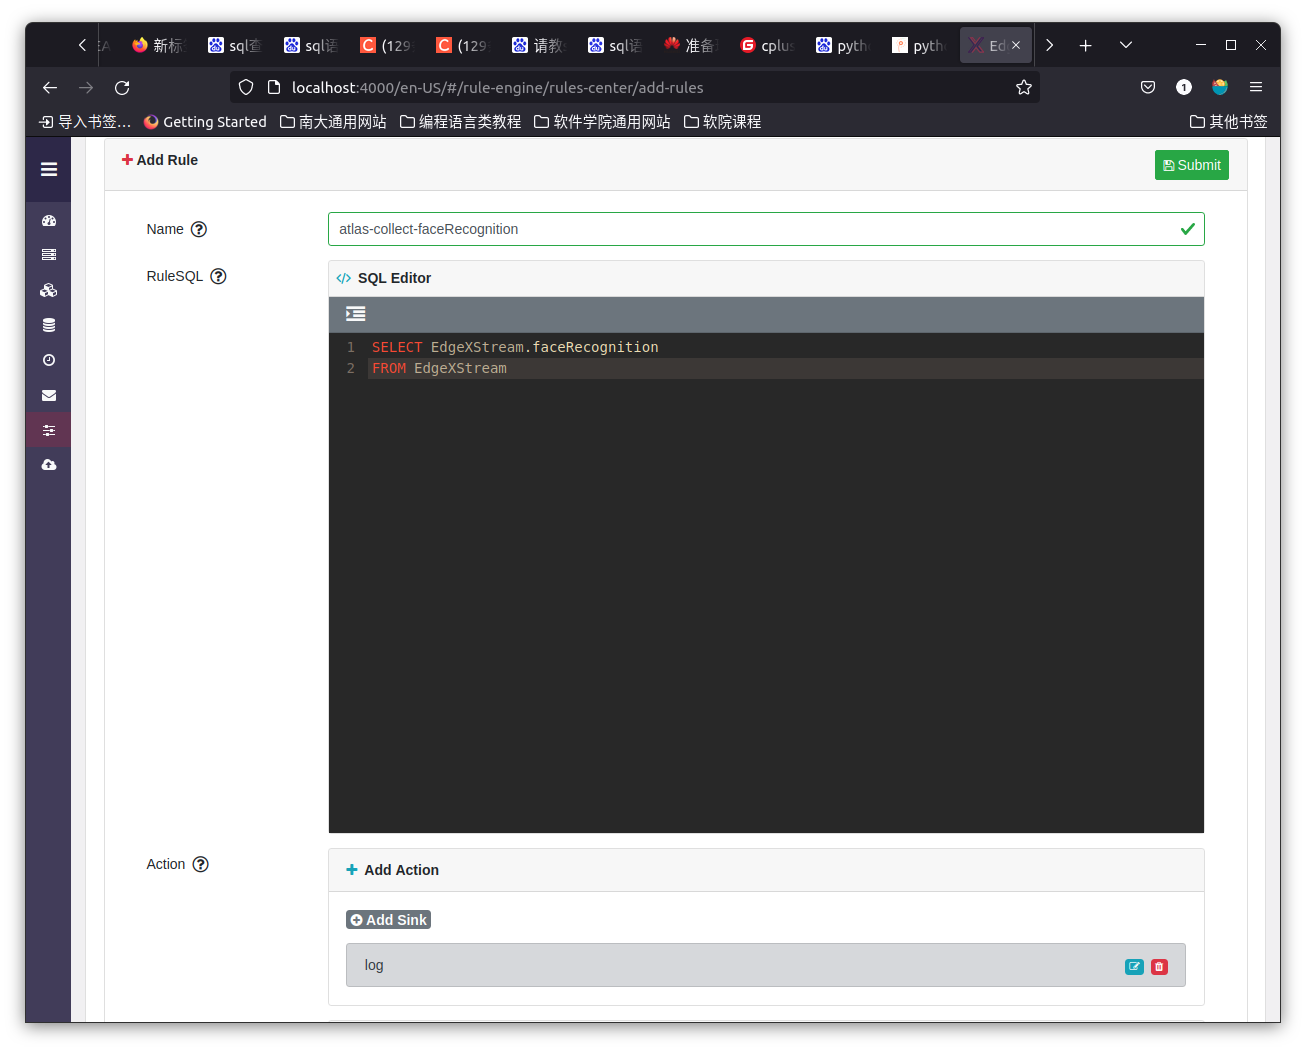 新标 sql查 sql语 (129 (129 请教 sql语 准备 cplus pyth pyth Ed
localhost:4000/en-US/#/rule-engine/rules-center/add-rules 1
导入书签… Getting Started 南大通用网站 编程语言类教程 软件学院通用网站 软院课程 其他书签
Add Rule Submit
Name atlas-collect-faceRecognition
RuleSQL SQL Editor
1 SELECT EdgeXStream.faceRecognition
2 FROM EdgeXStream
Action Add Action
Add Sink
log